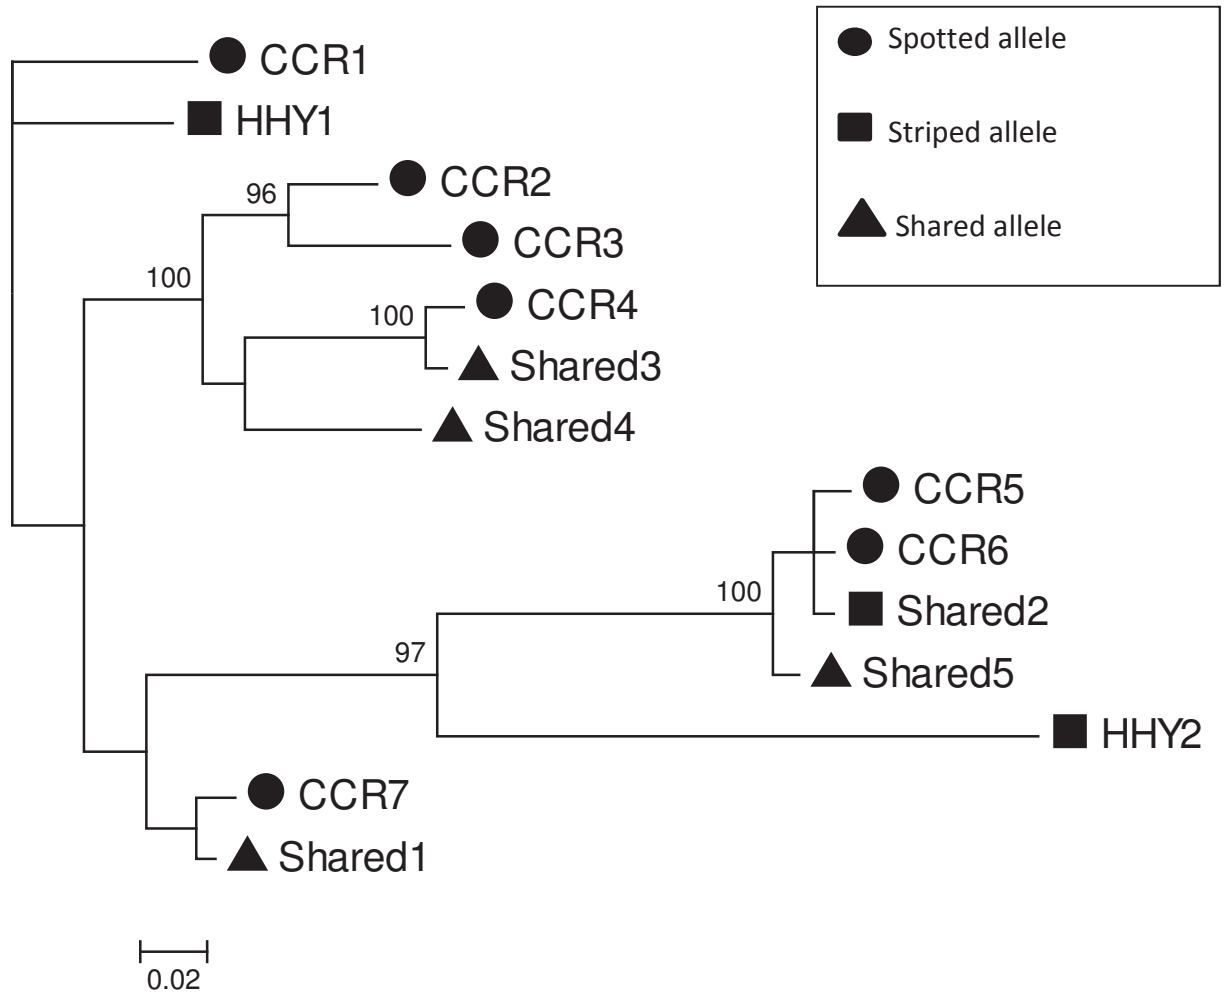 CCR1
HHY1
CCR2
96
CCR3
100
CCR4
100
Shared3
Shared4
CCR5
CCR6
100
Shared2
97
Shared5
HHY2
CCR7
Shared1
0.02
Spotted allele
Striped allele
Shared allele